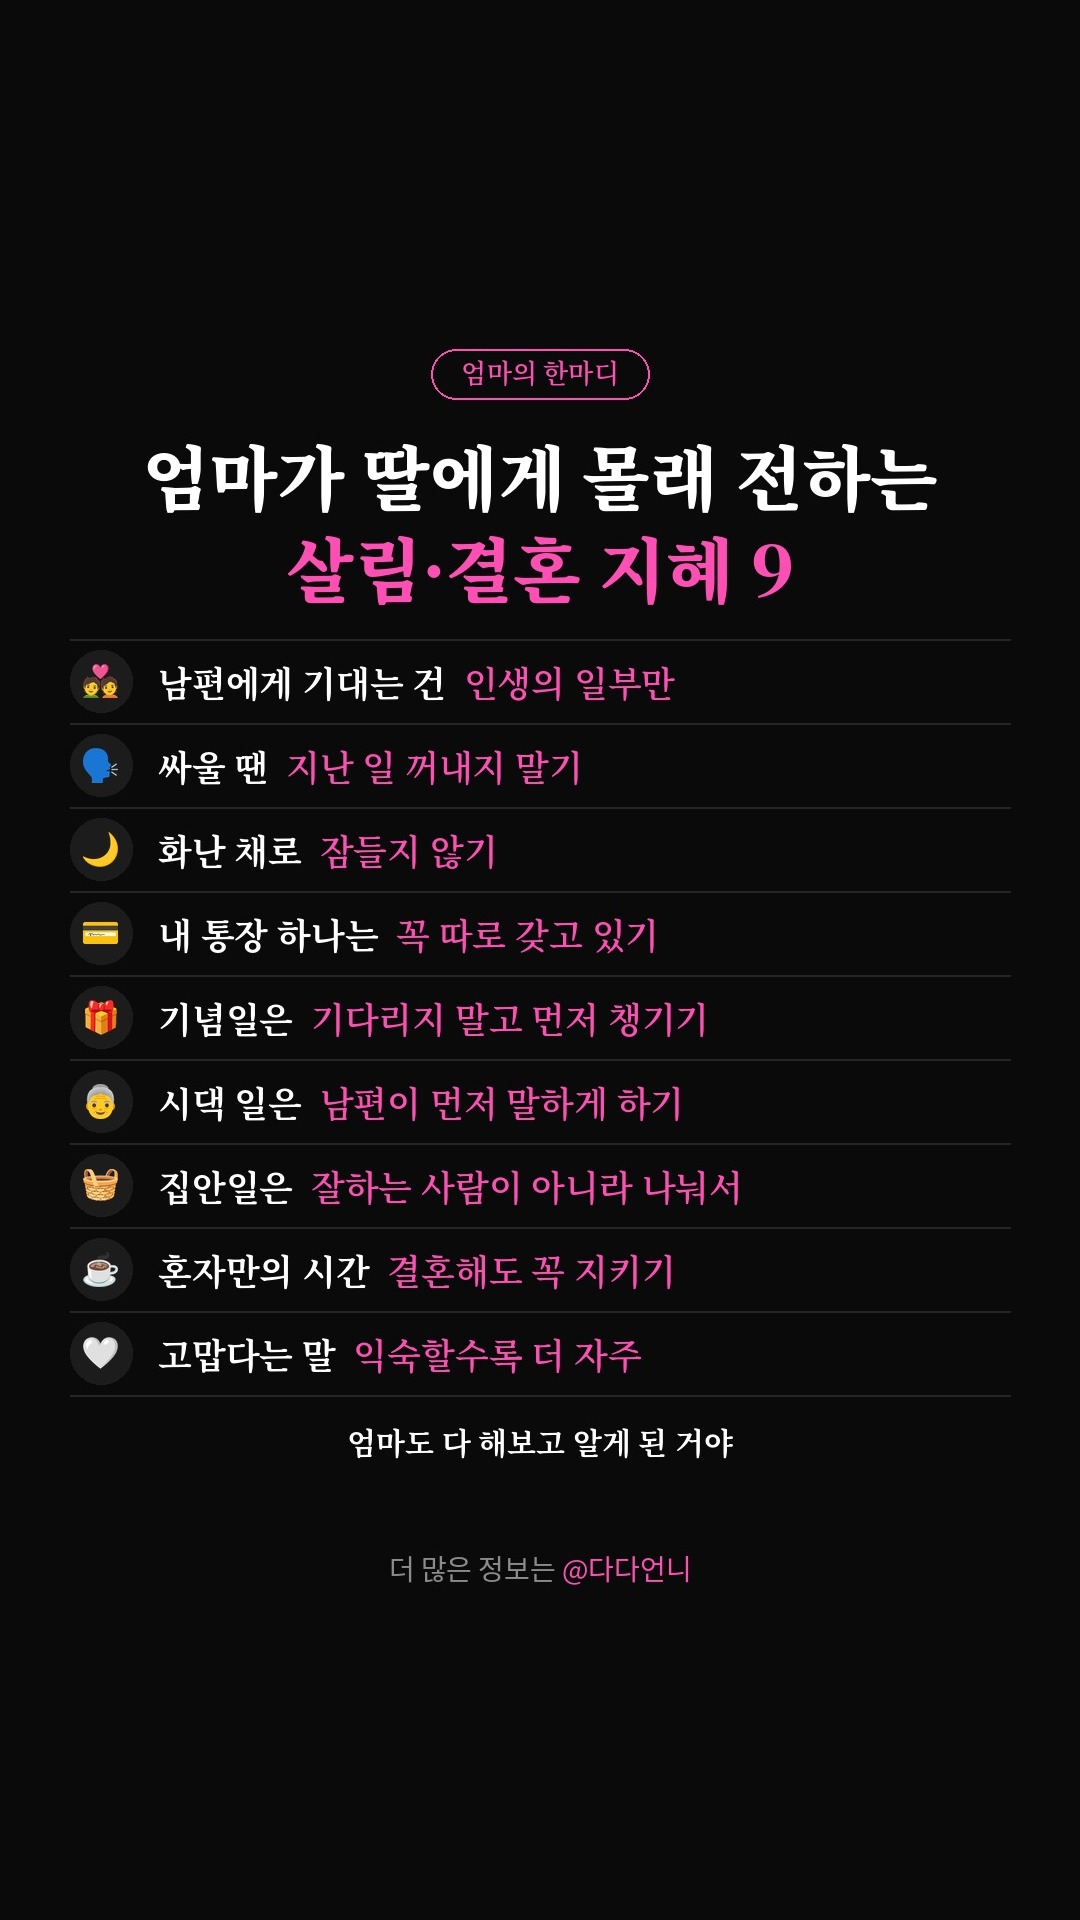 엄마의 한마디
엄마가 딸에게 몰래 전하는
살림·결혼 지혜 9
남편에게 기대는 건 인생의 일부만
싸울 땐 지난 일 꺼내지 말기
화난 채로 잠들지 않기
내 통장 하나는 꼭 따로 갖고 있기
기념일은 기다리지 말고 먼저 챙기기
시댁 일은 남편이 먼저 말하게 하기
집안일은 잘하는 사람이 아니라 나눠서
혼자만의 시간 결혼해도 꼭 지키기
고맙다는 말 익숙할수록 더 자주
엄마도 다 해보고 알게 된 거야
더 많은 정보는 @다다언니